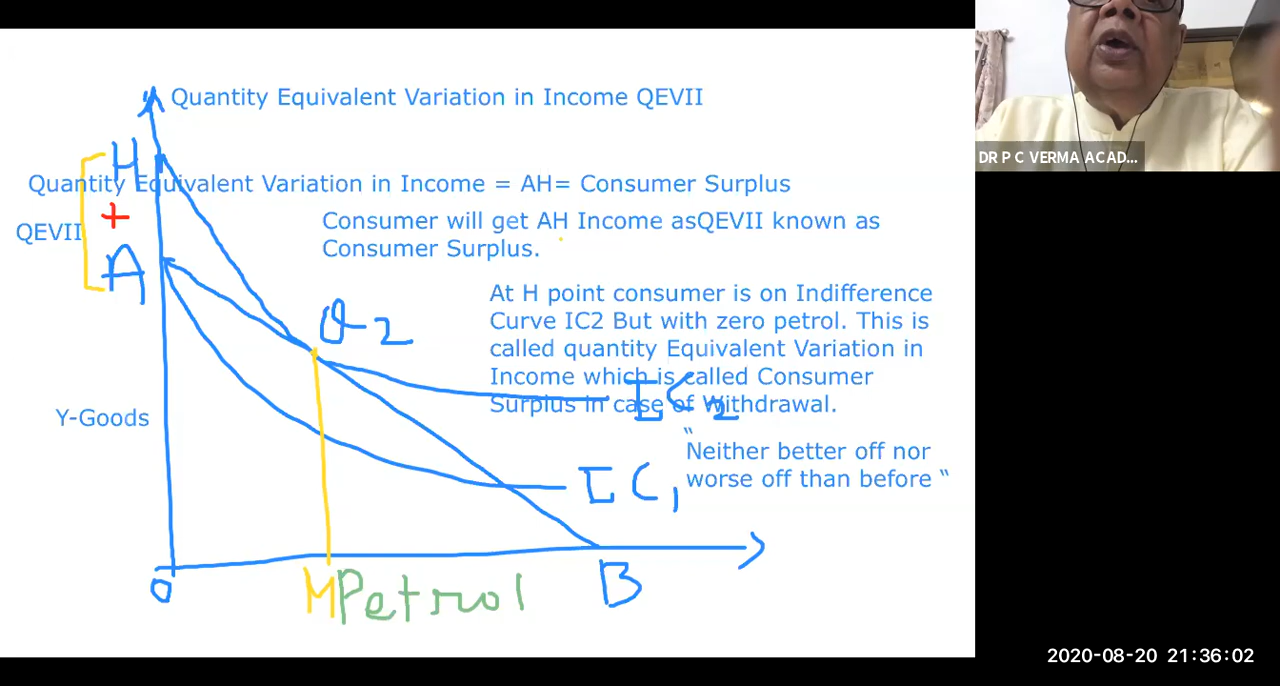 Quantity Equivalent Variation in Income QEVII
H
Quantity Equivalent Variation in Income = AH= Consumer Surplus
+
QEVII
Consumer will get AH Income asQEVII known as
Consumer Surplus.
A
At H point consumer is on Indifference
Curve IC2 But with zero petrol. This is
called quantity Equivalent Variation in
Income which is called Consumer
Surplus in case of Withdrawal.
Q2
IC2
Y-Goods
"
Neither better off nor
worse off than before "
IC1
O
M
Petrol
B
DR P C VERMA ACAD...
2020-08-20 21:36:02